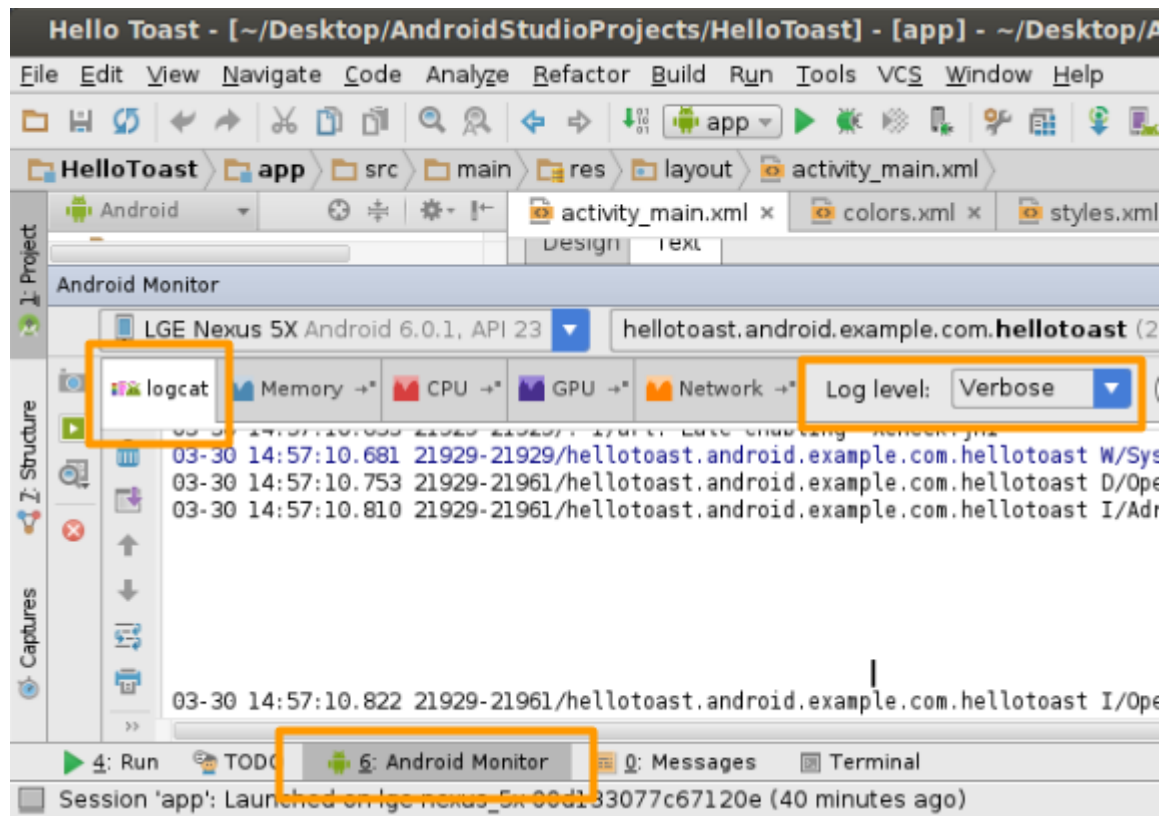 Hello Toast - [~/Desktop/AndroidStudioProjects/HelloToast] - [app] - ~/Desktop/A
File Edit View Navigate Code Analyze Refactor Build Run Tools VCS Window Help
app
HelloToast app src main res layout activity_main.xml
1: Project
Android activity_main.xml colors.xml styles.xml
Design Text
Android Monitor
LGE Nexus 5X Android 6.0.1, API 23 hellotoast.android.example.com.hellotoast (2
logcat Memory CPU GPU Network Log level: Verbose
7: Structure
03-30 14:57:10.681 21929-21929/hellotoast.android.example.com.hellotoast W/Sys
03-30 14:57:10.753 21929-21961/hellotoast.android.example.com.hellotoast D/Ope
03-30 14:57:10.810 21929-21961/hellotoast.android.example.com.hellotoast I/Adr
Captures
03-30 14:57:10.822 21929-21961/hellotoast.android.example.com.hellotoast I/Ope
4: Run TODO 6: Android Monitor 0: Messages Terminal
Session 'app': Launched on lge-nexus_5x-00d133077c67120e (40 minutes ago)